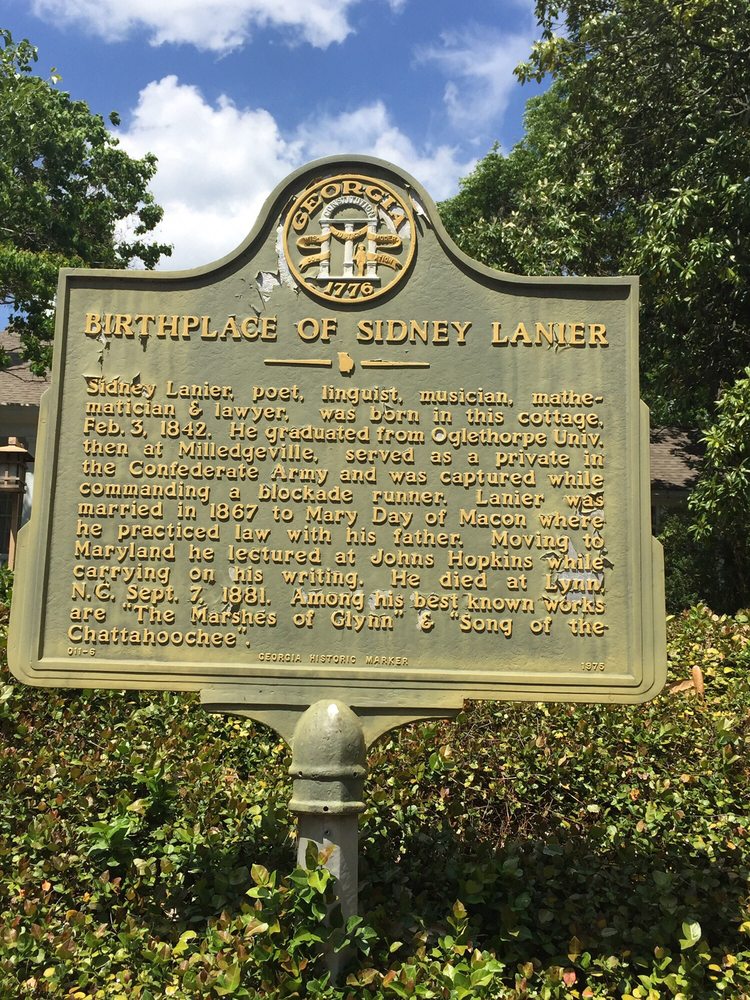 GEORGIA
CONSTITUTION
1776
BIRTHPLACE OF SIDNEY LANIER
Sidney Lanier, poet, linguist, musician, mathe-
matician & lawyer, was born in this cottage,
Feb. 3, 1842. He graduated from Oglethorpe Univ.
then at Milledgeville, served as a private in
the Confederate Army and was captured while
commanding a blockade runner. Lanier was
married in 1867 to Mary Day of Macon where
he practiced law with his father. Moving to
Maryland he lectured at Johns Hopkins while
carrying on his writing. He died at Lynn,
N.C. Sept. 7, 1881. Among his best known works
are "The Marshes of Glynn" & "Song of the
Chattahoochee".
011-6 GEORGIA HISTORIC MARKER 1975